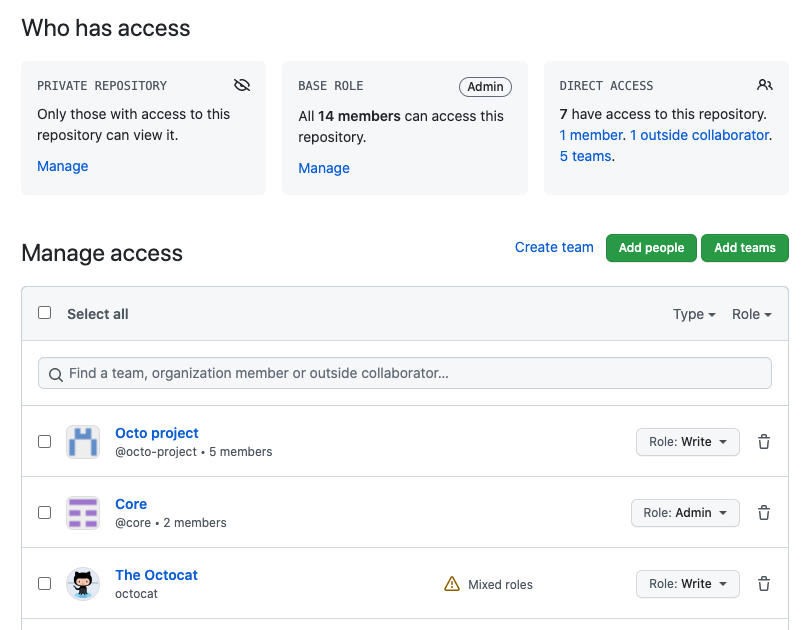 Who has access
PRIVATE REPOSITORY
Only those with access to this
repository can view it.
Manage
BASE ROLE
Admin
All 14 members can access this
repository.
Manage
DIRECT ACCESS
7 have access to this repository.
1 member. 1 outside collaborator.
5 teams.
Manage access
Create team
Add people
Add teams
Select all
Type
Role
Find a team, organization member or outside collaborator...
Octo project
@octo-project • 5 members
Role: Write
Core
@core • 2 members
Role: Admin
The Octocat
octocat
Mixed roles
Role: Write